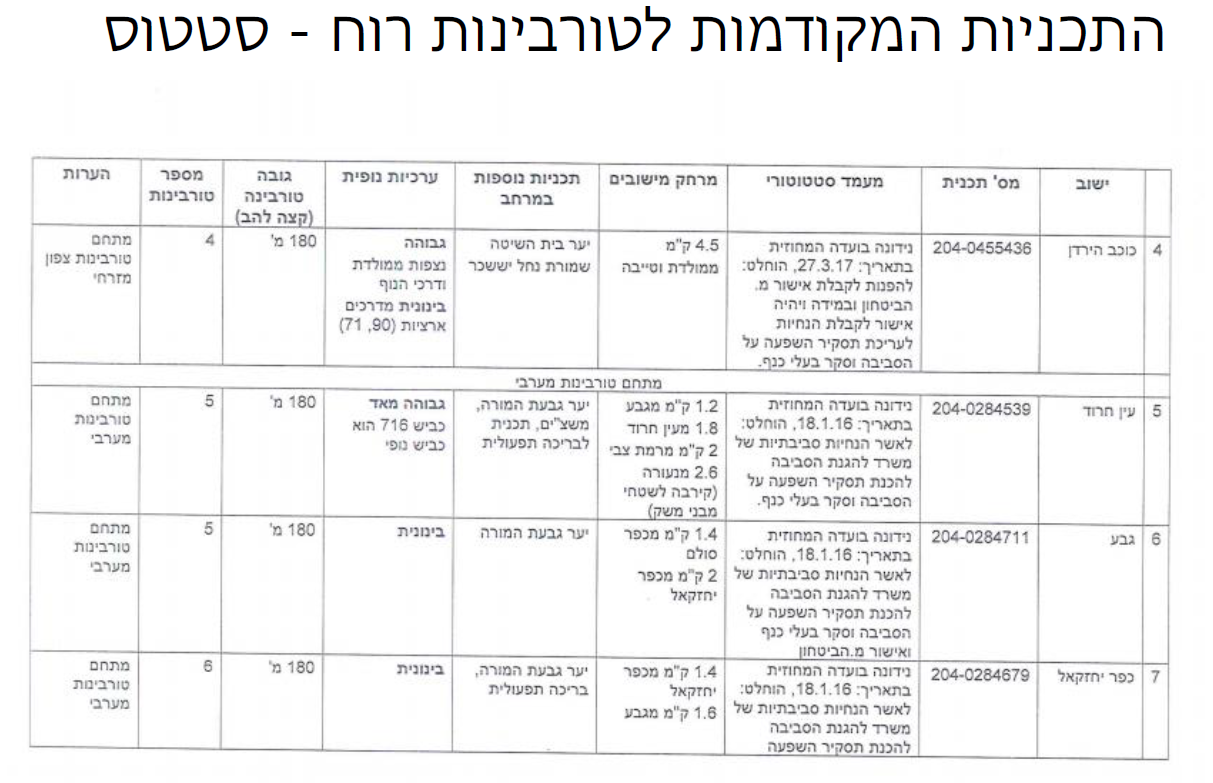 התכניות המקודמות לטורבינות רוח - סטטוס
ישוב
מס' תכנית
מעמד סטטוטורי
מרחק מישובים
תכניות נוספות
במרחב
ערכיות נופית
גובה
טורבינה
(קצה להב)
מספר
טורבינות
הערות
4
כוכב הירדן
204-0455436
נידונה בועדה המחוזית
בתאריך: 27.3.17, הוחלט:
להפנות לקבלת אישור מ.
הביטחון ובמידה ויהיה
אישור לקבלת הנחיות
לעריכת תסקיר השפעה על
הסביבה וסקר בעלי כנף.
4.5 ק"מ
ממולדת וטייבה
יער בית השיטה
שמורת נחל יששכר
גבוהה
נצפות ממולדת
ודרכי הנוף
בינונית מדרכים
ארציות (90, 71)
180 מ'
4
מתחם
טורבינות צפון
מזרחי
מתחם טורבינות מערבי
5
עין חרוד
204-0284539
נידונה בועדה המחוזית
בתאריך: 18.1.16, הוחלט:
לאשר הנחיות סביבתיות של
משרד להגנת הסביבה
להכנת תסקיר השפעה על
הסביבה וסקר בעלי כנף.
1.2 ק"מ מגבע
1.8 מעין חרוד
2 ק"מ מרמת צבי
2.6 מנעורה
(קירבה לשטחי
מבני משק)
יער גבעת המורה,
משצ"ים, תכנית
לבריכה תפעולית
גבוהה מאד
כביש 716 הוא
כביש נופי
180 מ'
5
מתחם
טורבינות
מערבי
6
גבע
204-0284711
נידונה בועדה המחוזית
בתאריך: 18.1.16, הוחלט:
לאשר הנחיות סביבתיות של
משרד להגנת הסביבה
להכנת תסקיר השפעה על
הסביבה וסקר בעלי כנף
ואישור מ.הביטחון
1.4 ק"מ מכפר
סולם
2 ק"מ מכפר
יחזקאל
יער גבעת המורה
בינונית
180 מ'
5
מתחם
טורבינות
מערבי
7
כפר יחזקאל
204-0284679
נידונה בועדה המחוזית
בתאריך: 18.1.16, הוחלט:
לאשר הנחיות סביבתיות של
משרד להגנת הסביבה
להכנת תסקיר השפעה
1.4 ק"מ מכפר
יחזקאל
1.6 ק"מ מגבע
יער גבעת המורה,
בריכה תפעולית
בינונית
180 מ'
6
מתחם
טורבינות
מערבי